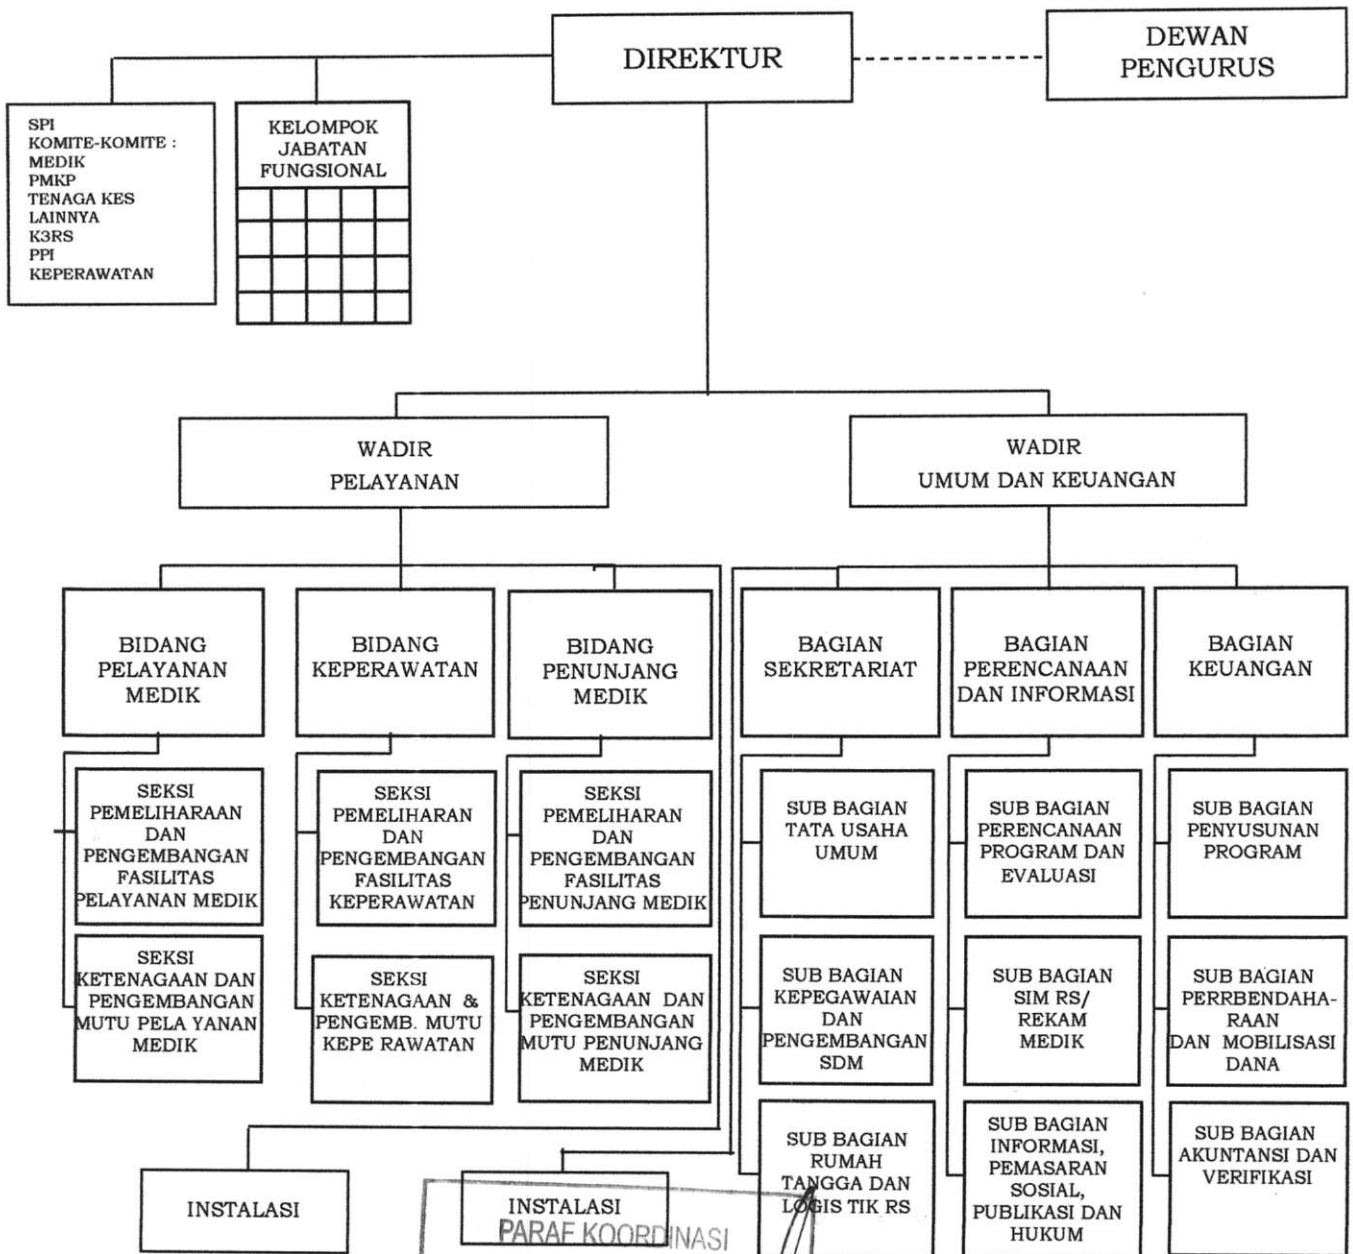 DIREKTUR
DEWAN
PENGURUS
SPI
KOMITE-KOMITE :
MEDIK
PMKP
TENAGA KES
LAINNYA
K3RS
PPI
KEPERAWATAN
KELOMPOK
JABATAN
FUNGSIONAL
WADIR
PELAYANAN
WADIR
UMUM DAN KEUANGAN
BIDANG
PELAYANAN
MEDIK
BIDANG
KEPERAWATAN
BIDANG
PENUNJANG
MEDIK
BAGIAN
SEKRETARIAT
BAGIAN
PERENCANAAN
DAN INFORMASI
BAGIAN
KEUANGAN
SEKSI
PEMELIHARAAN
DAN
PENGEMBANGAN
FASILITAS
PELAYANAN MEDIK
SEKSI
PEMELIHARAN
DAN
PENGEMBANGAN
FASILITAS
KEPERAWATAN
SEKSI
PEMELIHARAN
DAN
PENGEMBANGAN
FASILITAS
PENUNJANG MEDIK
SUB BAGIAN
TATA USAHA
UMUM
SUB BAGIAN
PERENCANAAN
PROGRAM DAN
EVALUASI
SUB BAGIAN
PENYUSUNAN
PROGRAM
SEKSI
KETENAGAAN DAN
PENGEMBANGAN
MUTU PELA YANAN
MEDIK
SEKSI
KETENAGAAN &
PENGEMB. MUTU
KEPE RAWATAN
SEKSI
KETENAGAAN DAN
PENGEMBANGAN
MUTU PENUNJANG
MEDIK
SUB BAGIAN
KEPEGAWAIAN
DAN
PENGEMBANGAN
SDM
SUB BAGIAN
SIM RS/
REKAM
MEDIK
SUB BAGIAN
PERRBENDAHA-
RAAN
DAN MOBILISASI
DANA
SUB BAGIAN
RUMAH
TANGGA DAN
LOGIS TIK RS
SUB BAGIAN
INFORMASI,
PEMASARAN
SOSIAL,
PUBLIKASI DAN
HUKUM
SUB BAGIAN
AKUNTANSI DAN
VERIFIKASI
INSTALASI
INSTALASI
PARAF KOORDINASI